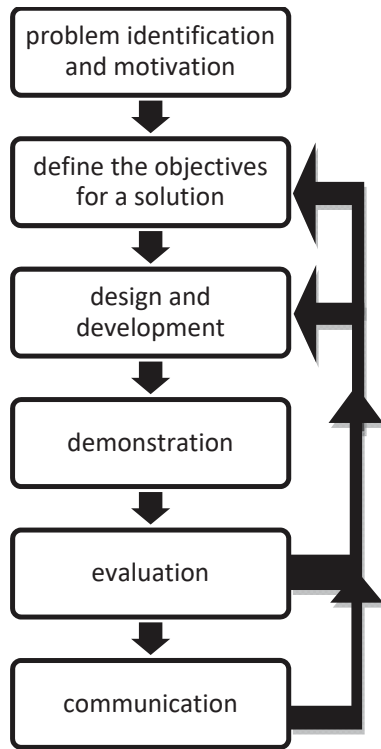 problem identification
and motivation
define the objectives
for a solution
design and
development
demonstration
evaluation
communication